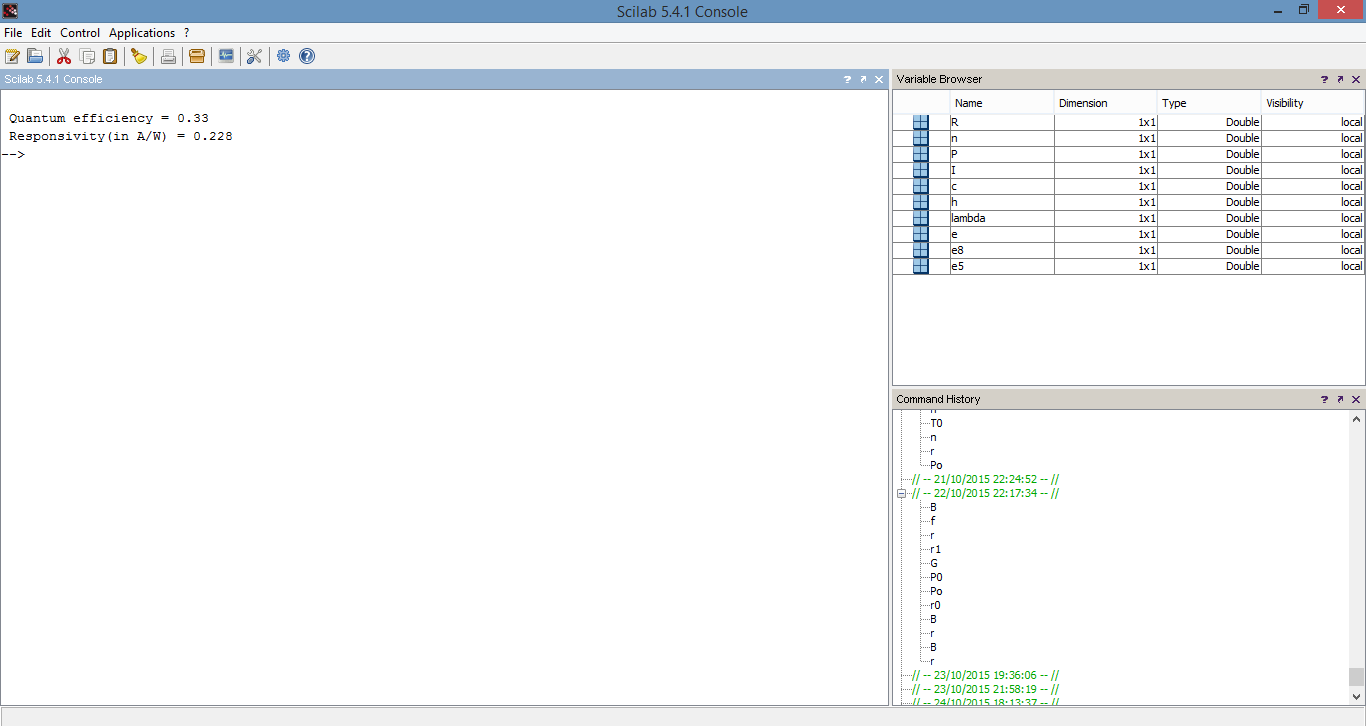 Scilab 5.4.1 Console
File Edit Control Applications ?
Scilab 5.4.1 Console
Quantum efficiency = 0.33
Responsivity(in A/W) = 0.228
-->
Variable Browser
Name Dimension Type Visibility
R 1x1 Double local
n 1x1 Double local
P 1x1 Double local
I 1x1 Double local
c 1x1 Double local
h 1x1 Double local
lambda 1x1 Double local
e 1x1 Double local
e8 1x1 Double local
e5 1x1 Double local
Command History
T0
n
r
Po
// -- 21/10/2015 22:24:52 -- //
// -- 22/10/2015 22:17:34 -- //
B
f
r
r1
G
P0
Po
r0
B
r
B
r
// -- 23/10/2015 19:36:06 -- //
// -- 23/10/2015 21:58:19 -- //
// -- 24/10/2015 18:13:37 -- //